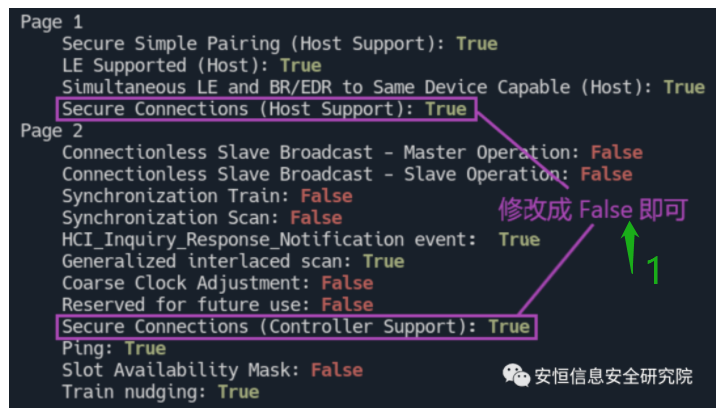 Page 1
Secure Simple Pairing (Host Support): True
LE Supported (Host): True
Simultaneous LE and BR/EDR to Same Device Capable (Host): True
Secure Connections (Host Support): True
Page 2
Connectionless Slave Broadcast – Master Operation: False
Connectionless Slave Broadcast – Slave Operation: False
Synchronization Train: False
Synchronization Scan: False
修改成 False 即可
HCI_Inquiry_Response_Notification event:  True
Generalized interlaced scan: True
1
Coarse Clock Adjustment: False
Reserved for future use: False
Secure Connections (Controller Support): True
Ping: True
Slot Availability Mask: False
安恒信息安全研究院
Train nudging: True